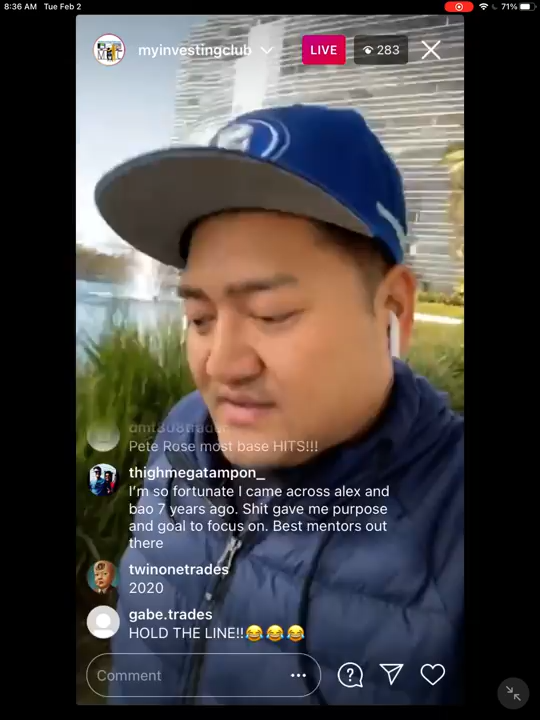 8:36 AM Tue Feb 2
71%
myinvestingclub
LIVE
283
amt808trades
Pete Rose most base HITS!!!
thighmegatampon_
I'm so fortunate I came across alex and
bao 7 years ago. Shit gave me purpose
and goal to focus on. Best mentors out
there
twinonetrades
2020
gabe.trades
HOLD THE LINE!!😂😂😂
Comment